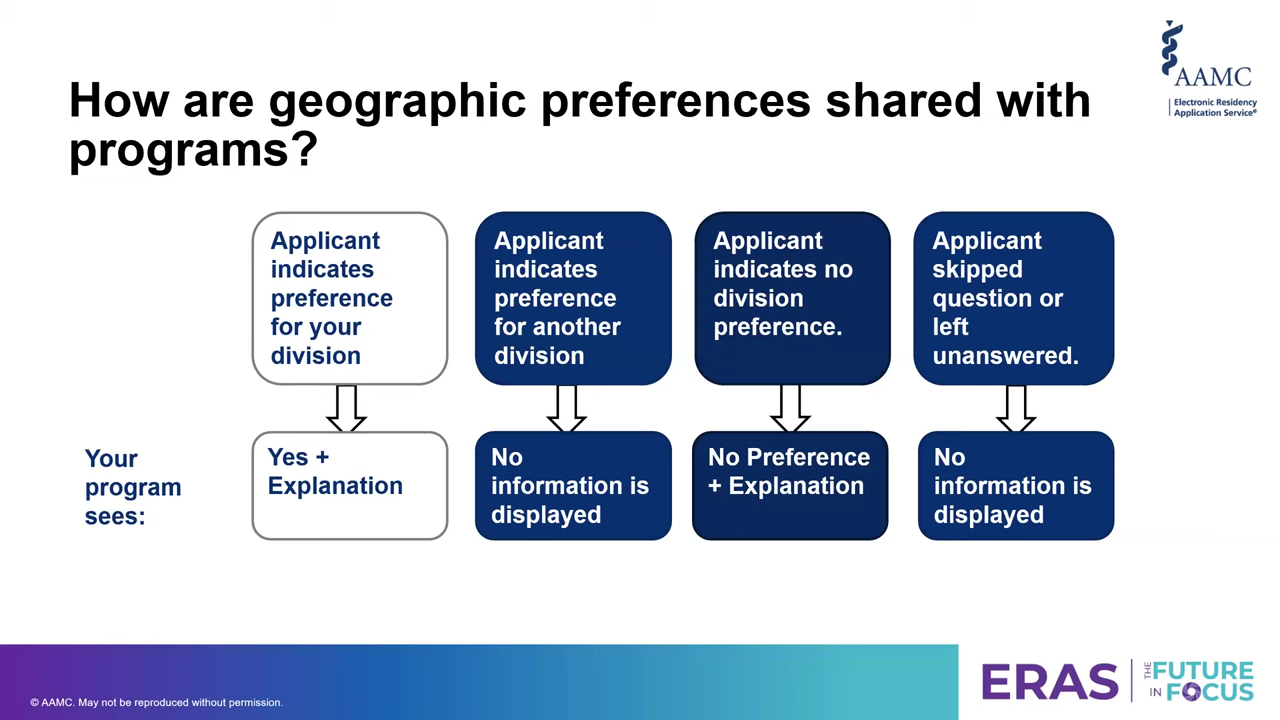 AAMC
Electronic Residency
Application Service®
How are geographic preferences shared with
programs?
Applicant
indicates
preference
for your
division
Applicant
indicates
preference
for another
division
Applicant
indicates no
division
preference.
Applicant
skipped
question or
left
unanswered.
Your
program
sees:
Yes +
Explanation
No
information is
displayed
No Preference
+ Explanation
No
information is
displayed
© AAMC. May not be reproduced without permission.
ERAS
THE FUTURE
IN FOCUS